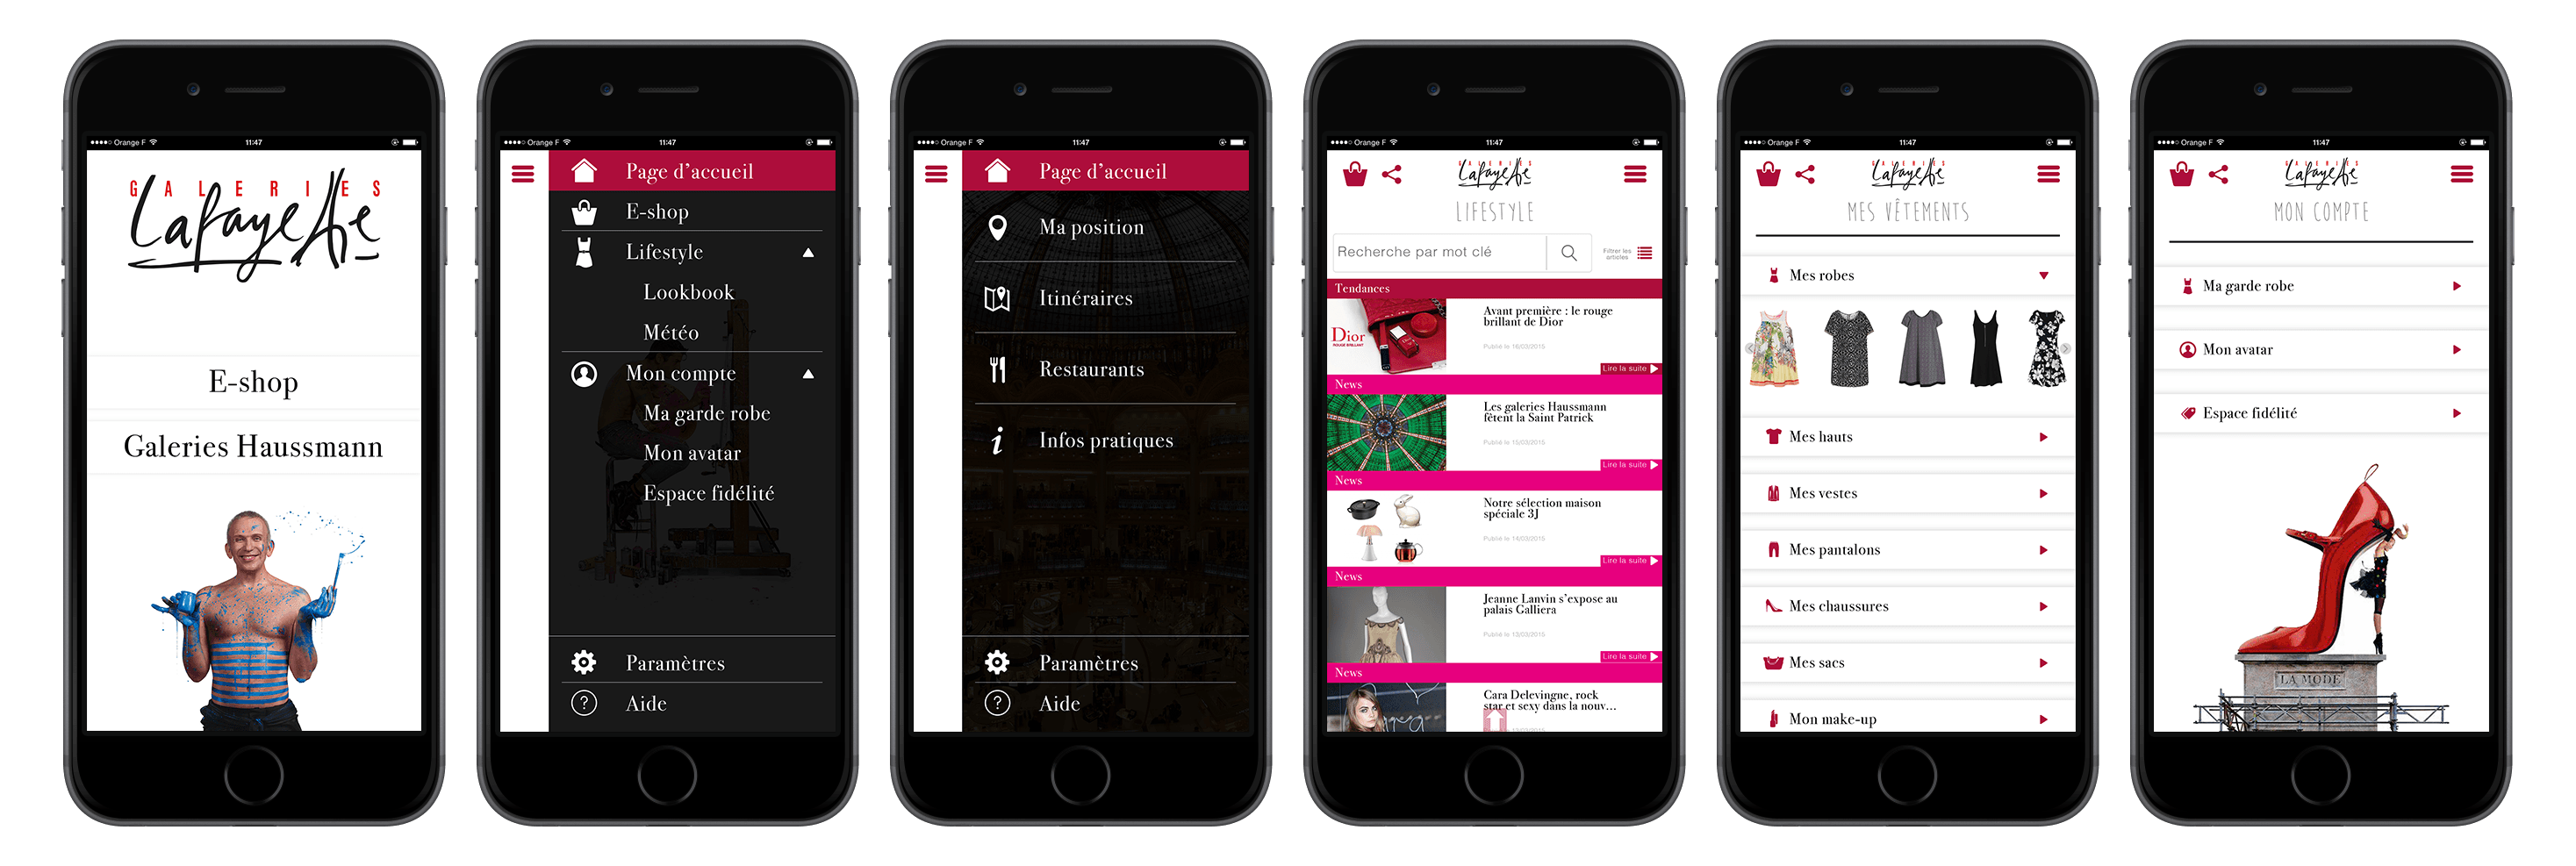 Orange F
11:47
GALERIES
Lafayette
E-shop
Galeries Haussmann
Orange F
11:47
Page d'accueil
E-shop
Lifestyle
Lookbook
Météo
Mon compte
Ma garde robe
Mon avatar
Espace fidélité
Paramètres
Aide
Orange F
11:47
Page d'accueil
Ma position
Itinéraires
Restaurants
Infos pratiques
Paramètres
Aide
Orange F
11:47
GALERIES
Lafayette
LIFESTYLE
Recherche par mot clé
Filtrer les
articles
Tendances
Dior
ROUGE BRILLANT
Avant première : le rouge
brillant de Dior
Publié le 16/03/2015
Lire la suite
News
Les galeries Haussmann
fêtent la Saint Patrick
Publié le 15/03/2015
Lire la suite
News
Notre sélection maison
spéciale 3J
Publié le 14/03/2015
Lire la suite
News
Jeanne Lanvin s'expose au
palais Galliera
Publié le 13/03/2015
Lire la suite
News
Cara Delevingne, rock
star et sexy dans la nouv...
Orange F
11:47
GALERIES
Lafayette
MES VÊTEMENTS
Mes robes
Mes hauts
Mes vestes
Mes pantalons
Mes chaussures
Mes sacs
Mon make-up
Orange F
11:47
GALERIES
Lafayette
MON COMPTE
Ma garde robe
Mon avatar
Espace fidélité
LA MODE